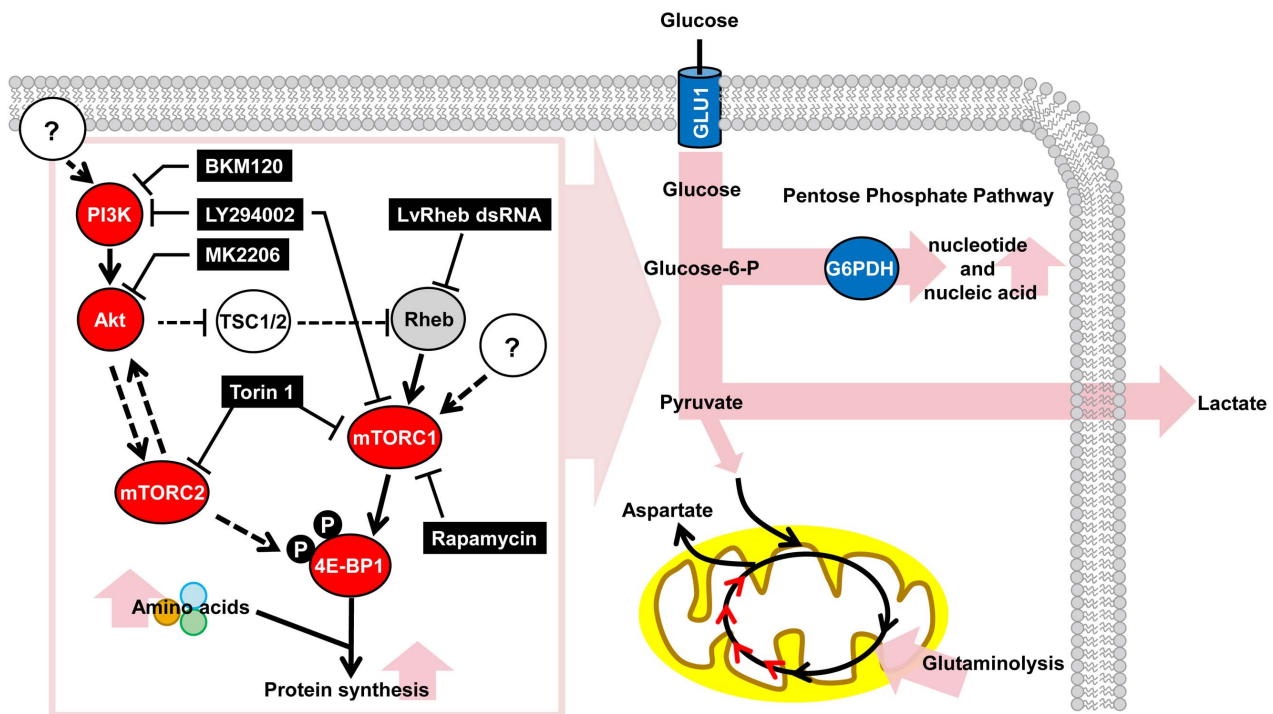 Glucose
GLU1
?
BKM120
PI3K
LY294002
LvRheb dsRNA
MK2206
Akt
TSC1/2
Rheb
?
Torin 1
mTORC1
mTORC2
P
P
Rapamycin
4E-BP1
Amino acids
Protein synthesis
Glucose
Pentose Phosphate Pathway
Glucose-6-P
G6PDH
nucleotide
and
nucleic acid
Pyruvate
Lactate
Aspartate
Glutaminolysis